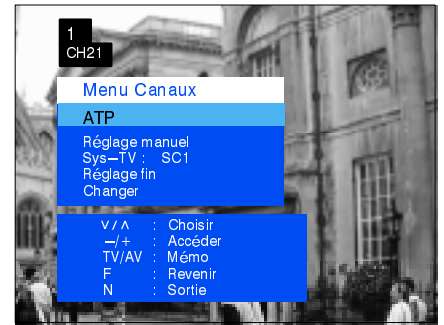 1
CH21
Menu Canaux
ATP
Réglage manuel
Sys–TV : SC1
Réglage fin
Changer
∨/∧ : Choisir
–/+ : Accéder
TV/AV : Mémo
F : Revenir
N : Sortie